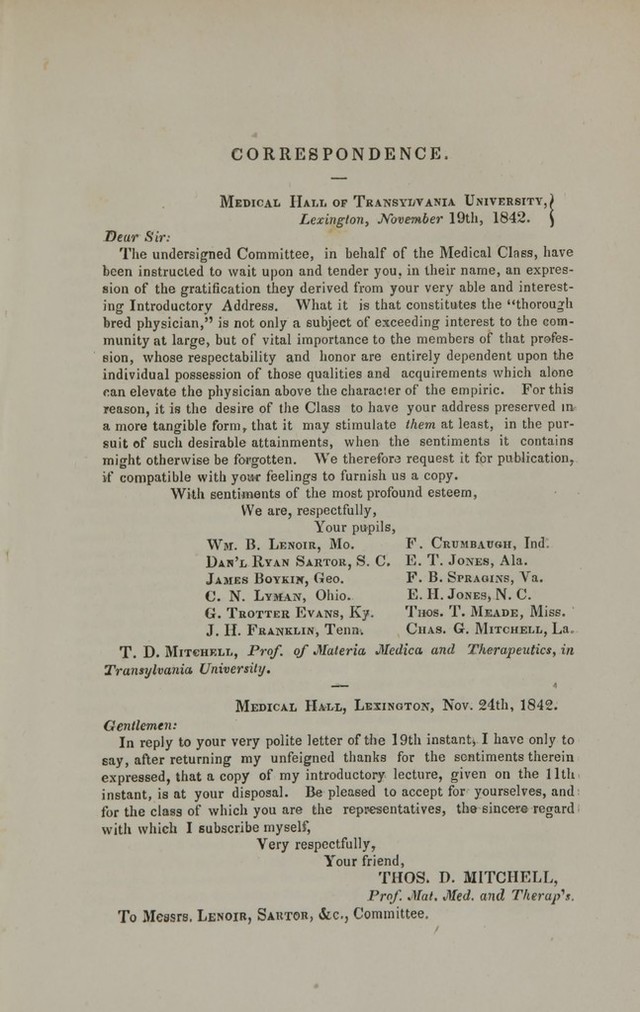 CORRESPONDENCE.
MEDICAL HALL OF TRANSYLVANIA UNIVERSITY,}
Lexington, November 19th, 1842. }
Dear Sir:
The undersigned Committee, in behalf of the Medical Class, have
been instructed to wait upon and tender you, in their name, an expres-
sion of the gratification they derived from your very able and interest-
ing Introductory Address. What it is that constitutes the "thorough
bred physician," is not only a subject of exceeding interest to the com-
munity at large, but of vital importance to the members of that profes-
sion, whose respectability and honor are entirely dependent upon the
individual possession of those qualities and acquirements which alone
can elevate the physician above the character of the empiric. For this
reason, it is the desire of the Class to have your address preserved in
a more tangible form, that it may stimulate them at least, in the pur-
suit of such desirable attainments, when the sentiments it contains
might otherwise be forgotten. We therefore request it for publication,
if compatible with your feelings to furnish us a copy.
With sentiments of the most profound esteem,
We are, respectfully,
Your pupils,
WM. B. LENOIR, Mo. F. CRUMBAUGH, Ind.
DAN'L RYAN SARTOR, S. C. E. T. JONES, Ala.
JAMES BOYKIN, Geo. F. B. SPRAGINS, Va.
C. N. LYMAN, Ohio. E. H. JONES, N. C.
G. TROTTER EVANS, Ky. THOS. T. MEADE, Miss.
J. H. FRANKLIN, Tenn. CHAS. G. MITCHELL, La.
T. D. MITCHELL, Prof. of Materia Medica and Therapeutics, in
Transylvania University.
MEDICAL HALL, LEXINGTON, Nov. 24th, 1842.
Gentlemen:
In reply to your very polite letter of the 19th instant, I have only to
say, after returning my unfeigned thanks for the sentiments therein
expressed, that a copy of my introductory lecture, given on the 11th
instant, is at your disposal. Be pleased to accept for yourselves, and
for the class of which you are the representatives, the sincere regard
with which I subscribe myself,
Very respectfully,
Your friend,
THOS. D. MITCHELL,
Prof. Mat. Med. and Therap's.
To Messrs. LENOIR, SARTOR, &c., Committee.